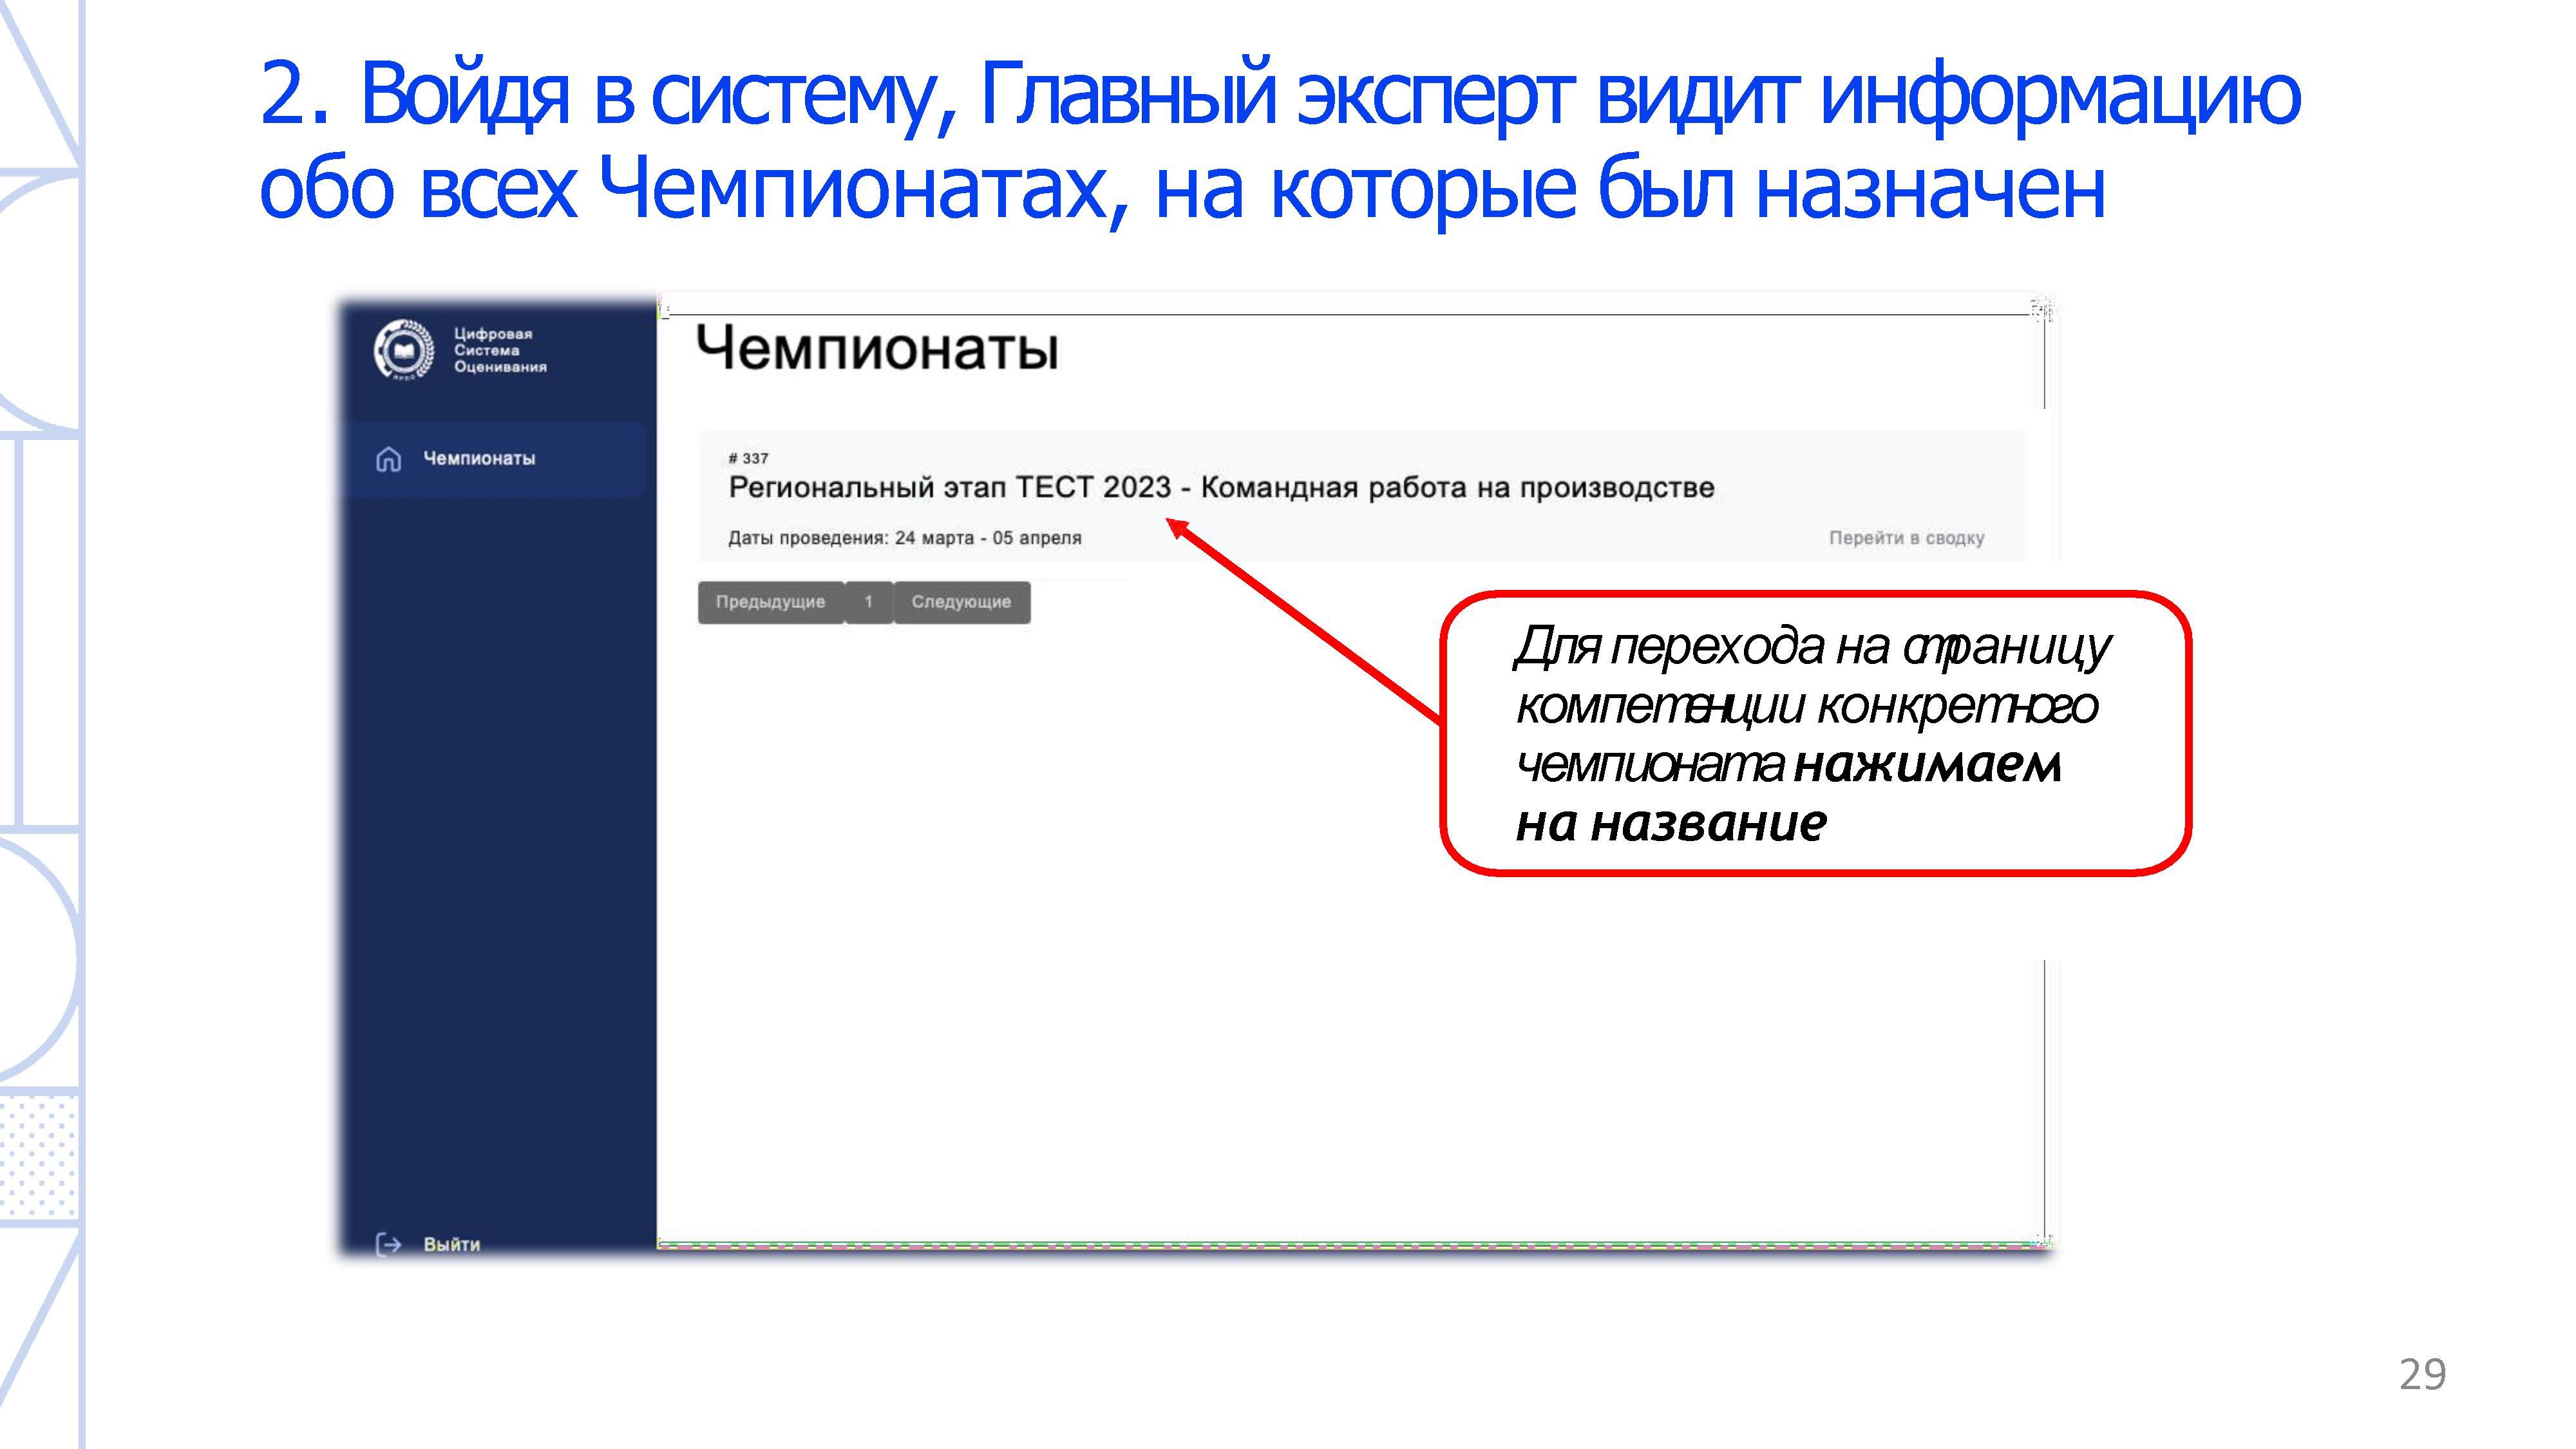 2. Войдя в систему, Главный эксперт видит информацию
обо всех Чемпионатах, на которые был назначен
Цифровая
Система
Оценивания
Чемпионаты
Чемпионаты
# 337
Региональный этап ТЕСТ 2023 - Командная работа на производстве
Даты проведения: 24 марта - 05 апреля
Перейти в сводку
Предыдущие 1 Следующие
Для перехода на страницу
компетенции конкретного
чемпионата нажимаем
на название
Выйти
29